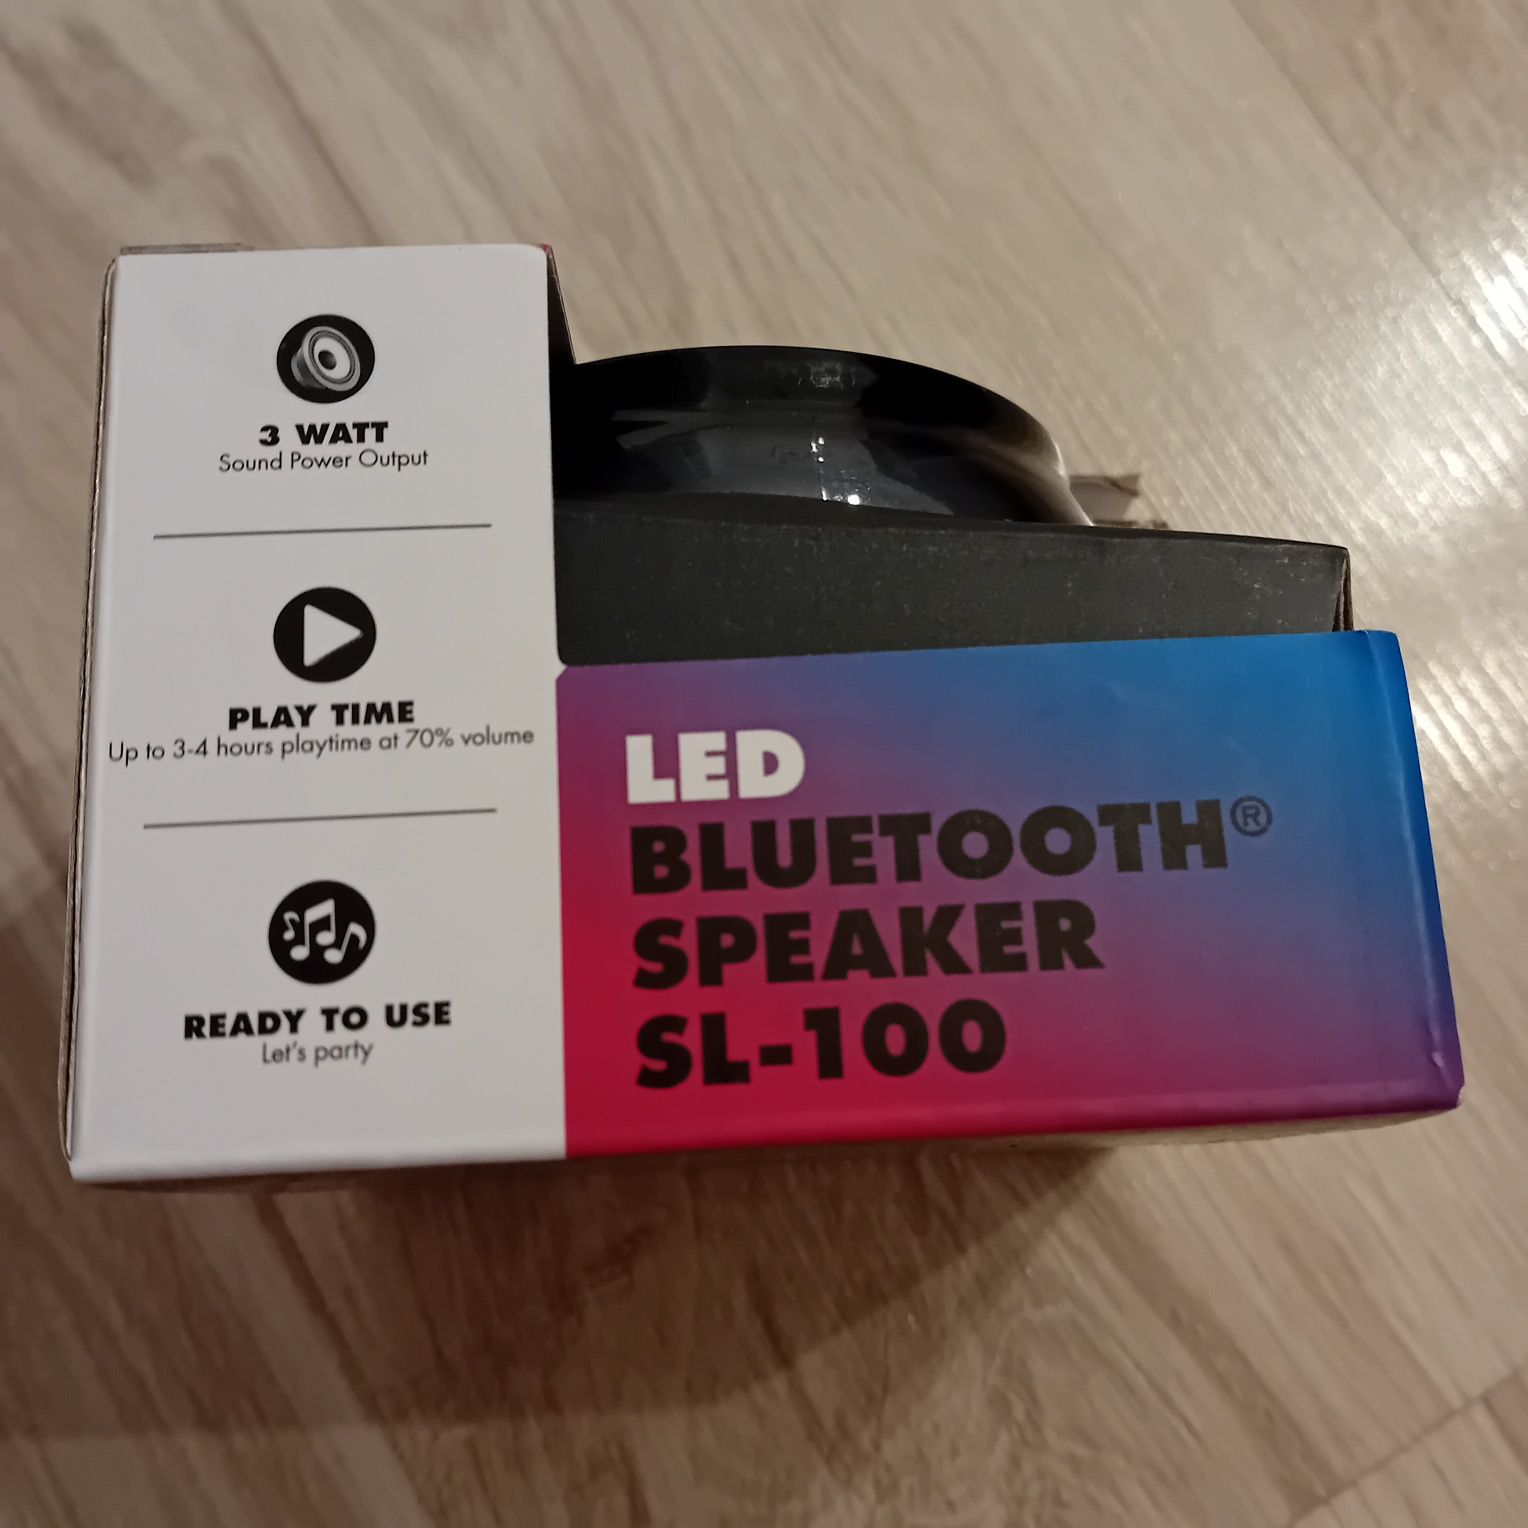 3 WATT
Sound Power Output
PLAY TIME
Up to 3-4 hours playtime at 70% volume
READY TO USE
Let's party
LED
BLUETOOTH®
SPEAKER
SL-100